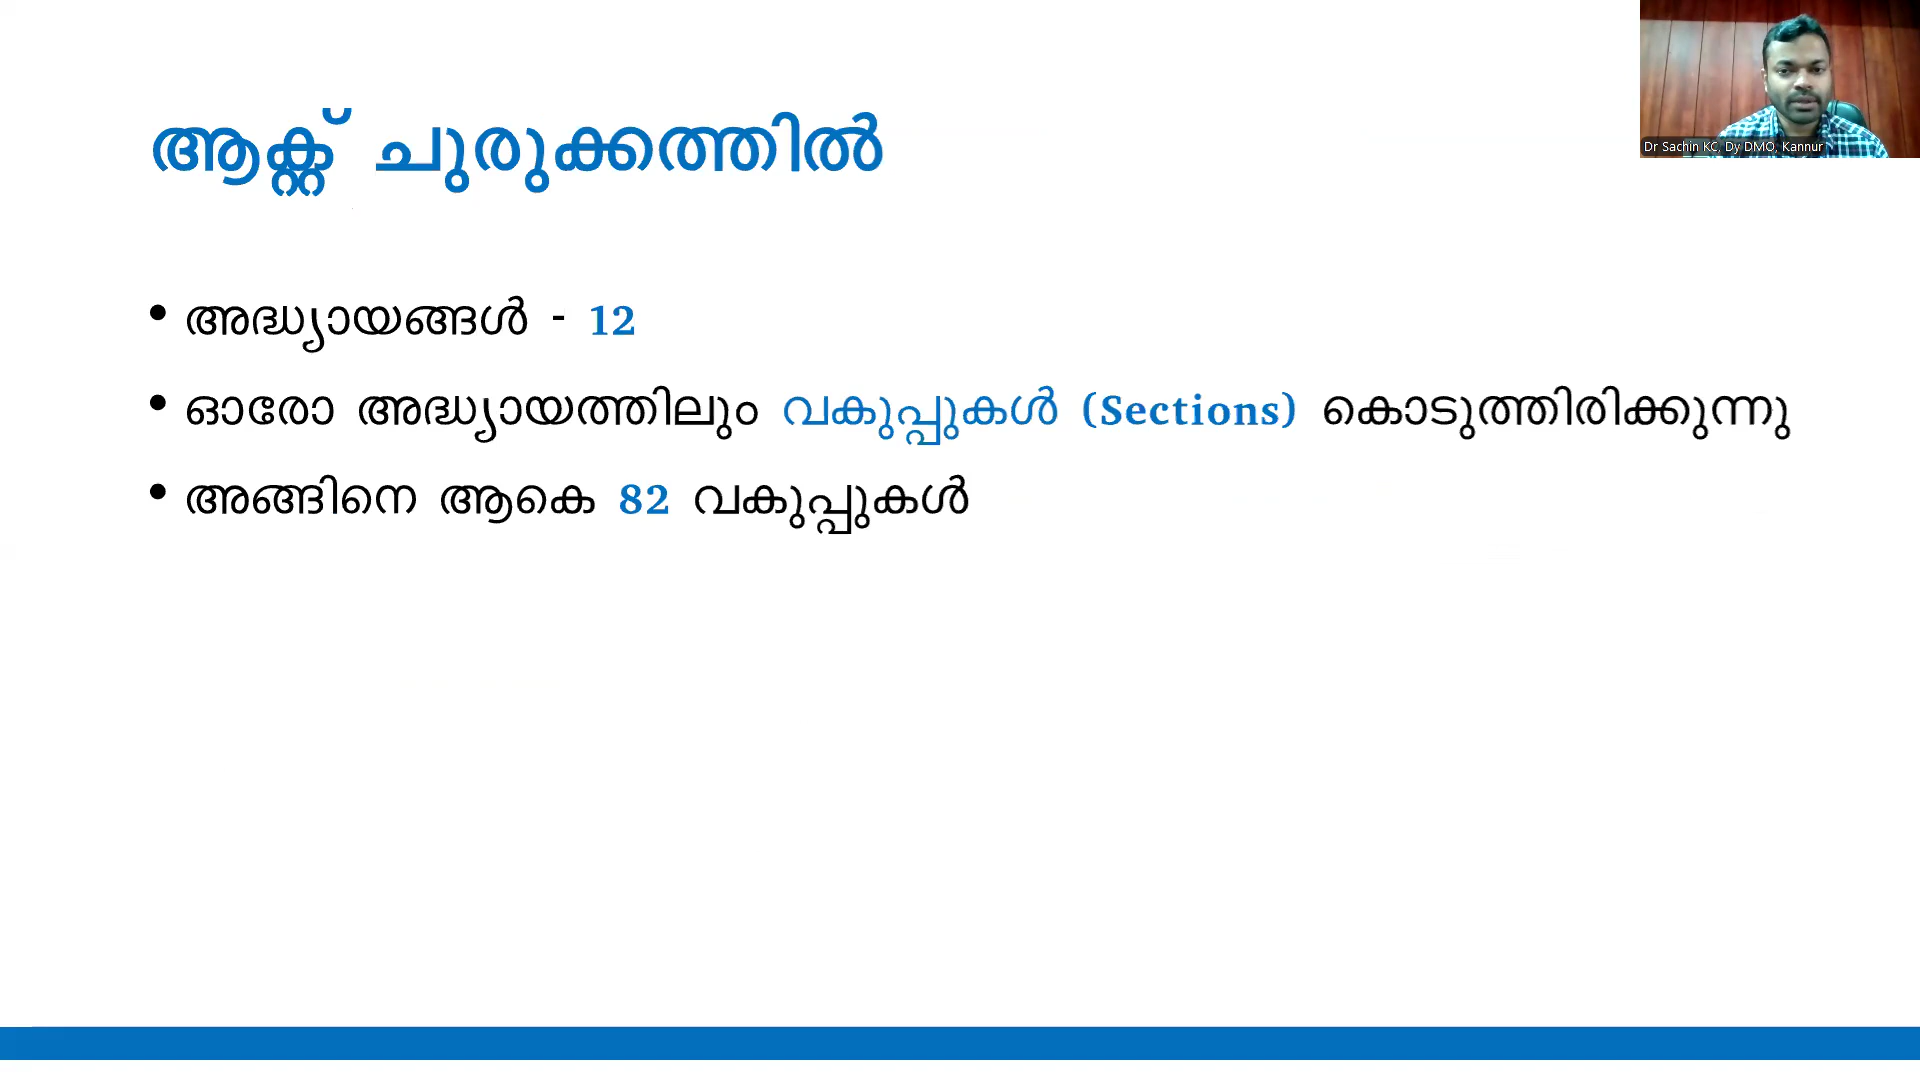 ആക്റ്റ് ചുരുക്കത്തിൽ
Dr Sachin KC, Dy DMO, Kannur
• അദ്ധ്യായങ്ങൾ - 12
• ഓരോ അദ്ധ്യായത്തിലും വകുപ്പുകൾ (Sections) കൊടുത്തിരിക്കുന്നു
• അങ്ങിനെ ആകെ 82 വകുപ്പുകൾ